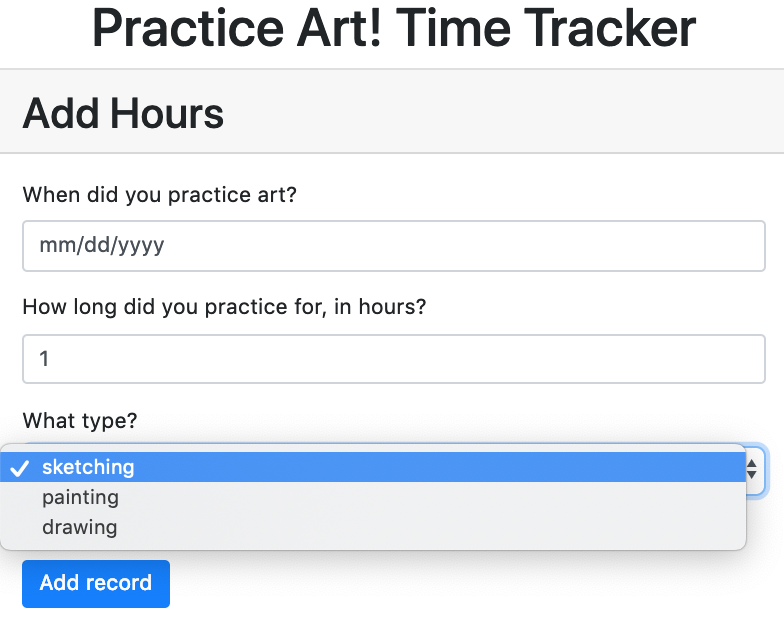 Practice Art! Time Tracker
Add Hours
When did you practice art?
mm/dd/yyyy
How long did you practice for, in hours?
1
What type?
sketching
painting
drawing
Add record